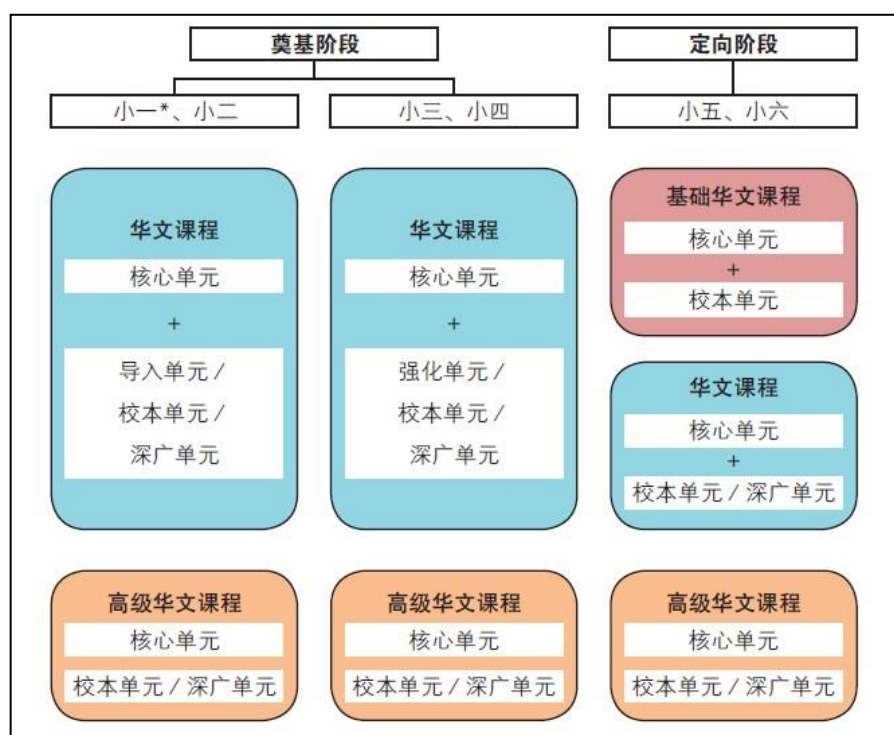 奠基阶段
定向阶段
小一*、小二
小三、小四
小五、小六
华文课程
核心单元
+
导入单元 /
校本单元 /
深广单元
华文课程
核心单元
+
强化单元 /
校本单元 /
深广单元
基础华文课程
核心单元
+
校本单元
华文课程
核心单元
+
校本单元 / 深广单元
高级华文课程
核心单元
校本单元 / 深广单元
高级华文课程
核心单元
校本单元 / 深广单元
高级华文课程
核心单元
校本单元 / 深广单元